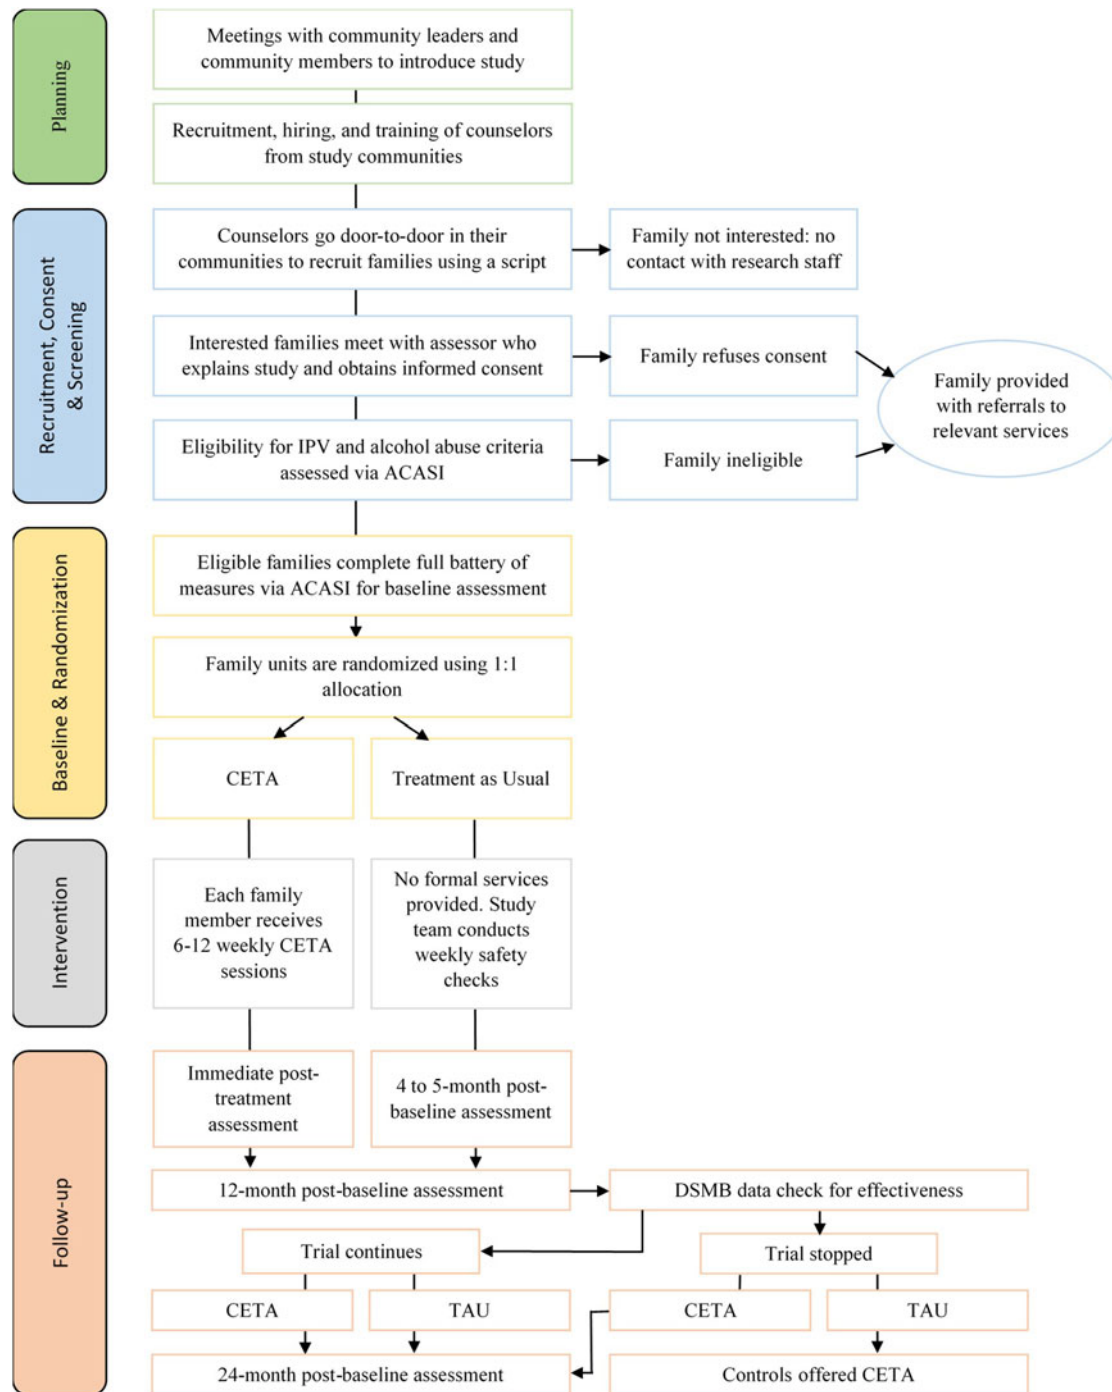 Planning
Meetings with community leaders and
community members to introduce study
Recruitment, hiring, and training of counselors
from study communities
Recruitment, Consent
& Screening
Counselors go door-to-door in their
communities to recruit families using a script
Family not interested: no
contact with research staff
Interested families meet with assessor who
explains study and obtains informed consent
Family refuses consent
Family provided
with referrals to
relevant services
Eligibility for IPV and alcohol abuse criteria
assessed via ACASI
Family ineligible
Baseline & Randomization
Eligible families complete full battery of
measures via ACASI for baseline assessment
Family units are randomized using 1:1
allocation
CETA
Treatment as Usual
Intervention
Each family
member receives
6-12 weekly CETA
sessions
No formal services
provided. Study
team conducts
weekly safety
checks
Follow-up
Immediate post-
treatment
assessment
4 to 5-month post-
baseline assessment
12-month post-baseline assessment
DSMB data check for effectiveness
Trial continues
Trial stopped
CETA
TAU
CETA
TAU
24-month post-baseline assessment
Controls offered CETA